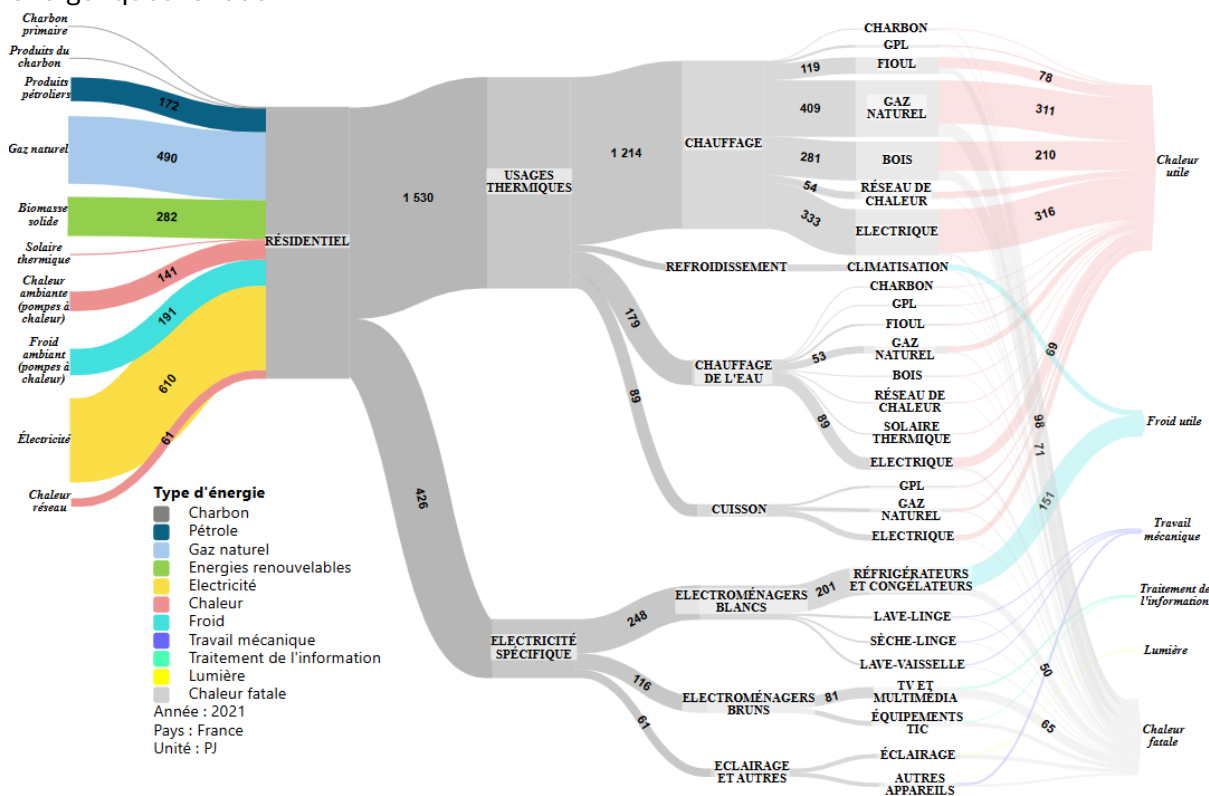 Charbon
primaire
Produits du
charbon
Produits
pétroliers
172
Gaz naturel
490
Biomasse
solide
282
Solaire
thermique
Chaleur
ambiante
(pompes à
chaleur)
141
Froid
ambiant
(pompes à
chaleur)
191
Électricité
610
Chaleur
réseau
61
RÉSIDENTIEL
1 530
426
USAGES
THERMIQUES
1 214
179
89
ELECTRICITÉ
SPÉCIFIQUE
248
116
61
CHAUFFAGE
119
409
281
54
333
REFROIDISSEMENT
CHAUFFAGE
DE L'EAU
53
89
CUISSON
ELECTROMÉNAGERS
BLANCS
201
ELECTROMÉNAGERS
BRUNS
81
ECLAIRAGE
ET AUTRES
CHARBON
GPL
FIOUL
GAZ
NATUREL
BOIS
RÉSEAU DE
CHALEUR
ELECTRIQUE
CLIMATISATION
CHARBON
GPL
FIOUL
GAZ
NATUREL
BOIS
RÉSEAU DE
CHALEUR
SOLAIRE
THERMIQUE
ELECTRIQUE
GPL
GAZ
NATUREL
ELECTRIQUE
RÉFRIGÉRATEURS
ET CONGÉLATEURS
LAVE-LINGE
SÈCHE-LINGE
LAVE-VAISSELLE
TV ET
MULTIMÉDIA
ÉQUIPEMENTS
TIC
ÉCLAIRAGE
AUTRES
APPAREILS
78
311
210
316
69
98
71
151
50
65
Chaleur
utile
Froid utile
Travail
mécanique
Traitement de
l'information
Lumière
Chaleur
fatale
Type d'énergie
Charbon
Pétrole
Gaz naturel
Energies renouvelables
Electricité
Chaleur
Froid
Travail mécanique
Traitement de l'information
Lumière
Chaleur fatale
Année : 2021
Pays : France
Unité : PJ